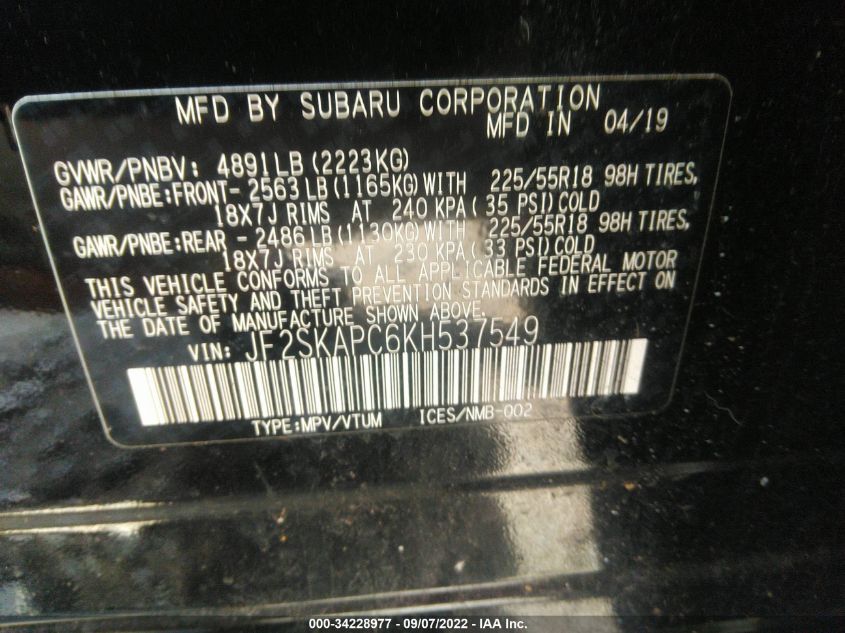 MFD BY SUBARU CORPORATION
MFD IN 04/19
GVWR/PNBV: 4891LB (2223KG)
GAWR/PNBE:FRONT- 2563 LB (1165KG) WITH 225/55R18 98H TIRES,
18X7J RIMS AT 240 KPA ( 35 PSI) COLD
GAWR/PNBE:REAR - 2486 LB (1130KG) WITH 225/55R18 98H TIRES,
18X7J RIMS AT 230 KPA ( 33 PSI) COLD
THIS VEHICLE CONFORMS TO ALL APPLICABLE FEDERAL MOTOR
VEHICLE SAFETY AND THEFT PREVENTION STANDARDS IN EFFECT ON
THE DATE OF MANUFACTURE SHOWN ABOVE.
VIN: JF2SKAPC6KH537549
TYPE:MPV/VTUM ICES/NMB-002
000-34228977 - 09/07/2022 - IAA Inc.